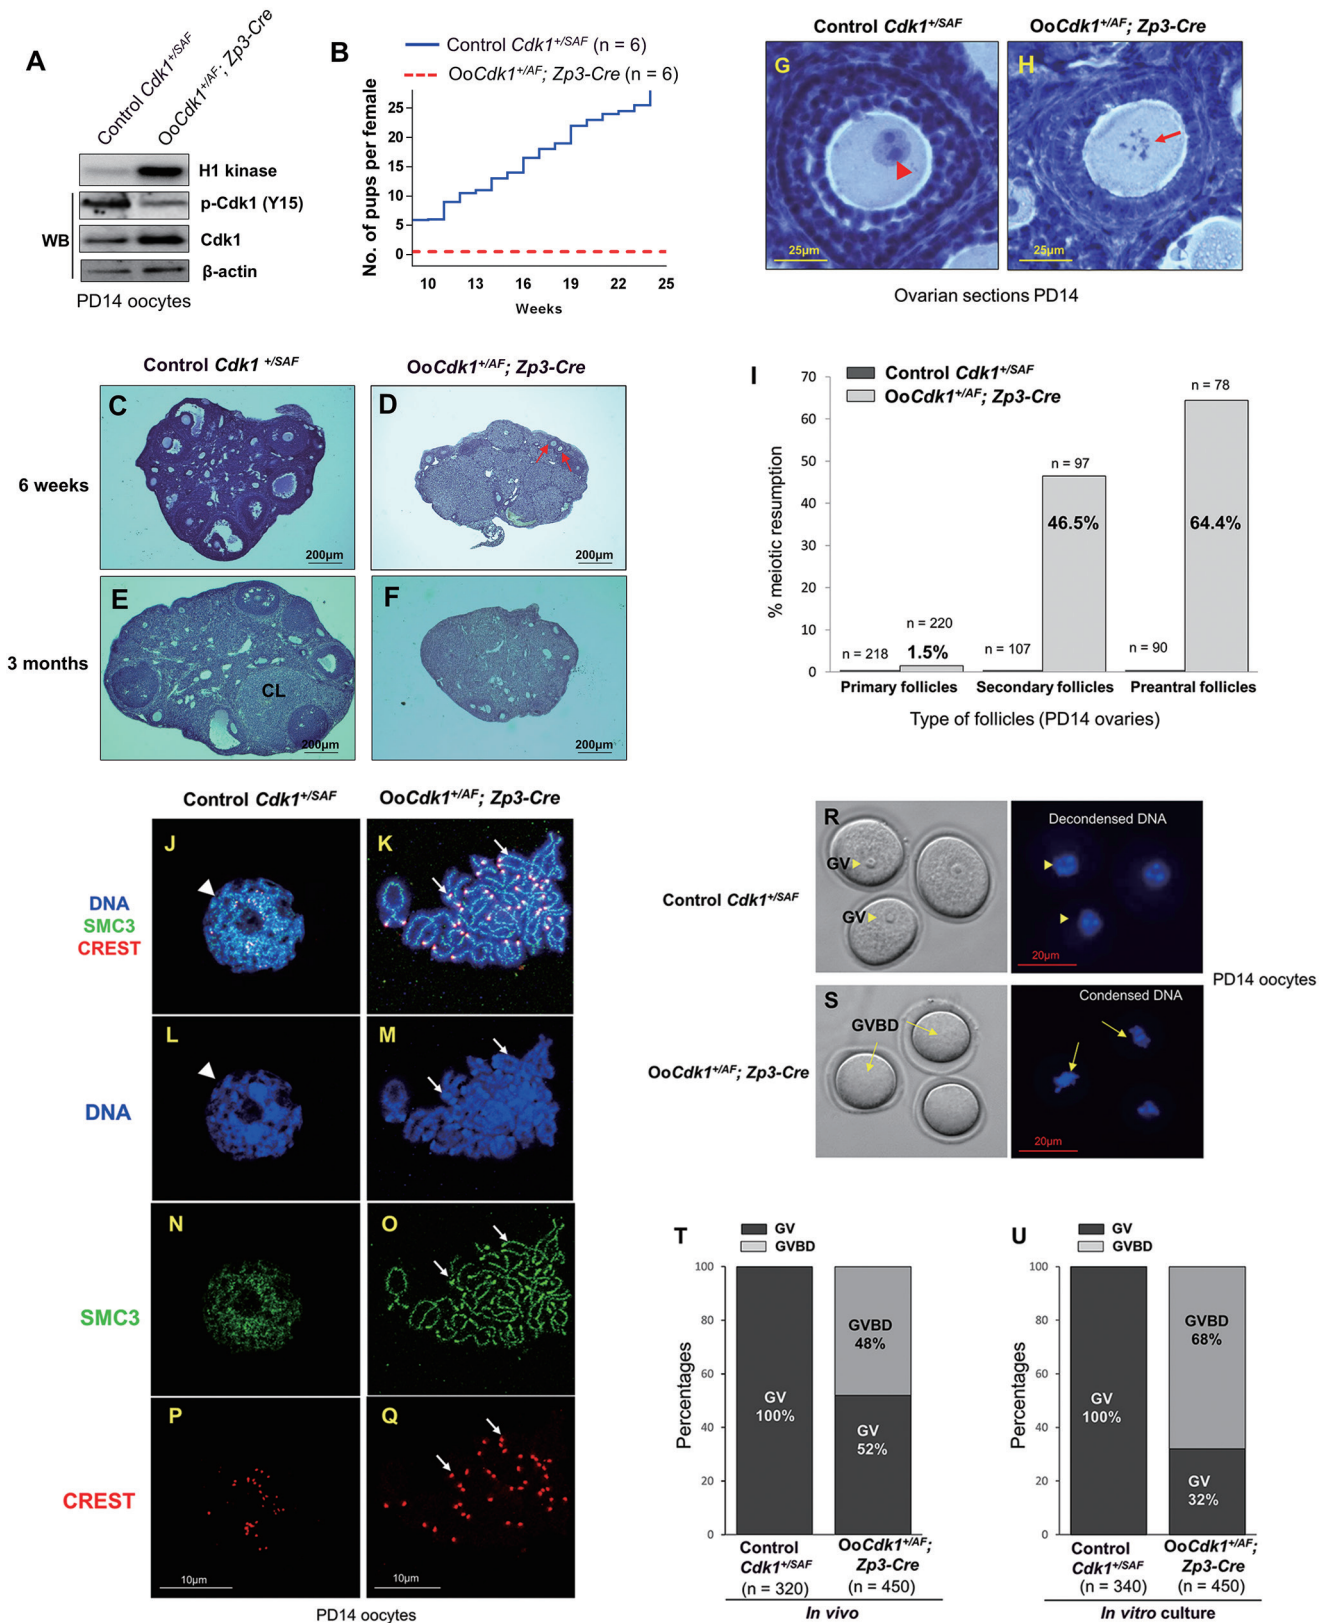 A
Control Cdk1+/SAF
OoCdk1+/AF; Zp3-Cre
H1 kinase
p-Cdk1 (Y15)
WB
Cdk1
β-actin
PD14 oocytes
B
Control Cdk1+/SAF (n = 6)
OoCdk1+/AF; Zp3-Cre (n = 6)
No. of pups per female
25
20
15
10
5
0
10 13 16 19 22 25
Weeks
Control Cdk1+/SAF
OoCdk1+/AF; Zp3-Cre
G
25µm
H
25µm
Ovarian sections PD14
Control Cdk1 +/SAF
OoCdk1+/AF; Zp3-Cre
6 weeks
C
200µm
D
200µm
3 months
E
CL
200µm
F
200µm
I
Control Cdk1+/SAF
OoCdk1+/AF; Zp3-Cre
% meiotic resumption
70
60
50
40
30
20
10
0
n = 218
n = 220
1.5%
n = 107
n = 97
46.5%
n = 90
n = 78
64.4%
Primary follicles
Secondary follicles
Preantral follicles
Type of follicles (PD14 ovaries)
Control Cdk1+/SAF
OoCdk1+/AF; Zp3-Cre
J
K
DNA
SMC3
CREST
L
M
DNA
N
O
SMC3
P
Q
CREST
10µm
10µm
PD14 oocytes
R
GV
GV
Decondensed DNA
20µm
Control Cdk1+/SAF
PD14 oocytes
S
GVBD
Condensed DNA
20µm
OoCdk1+/AF; Zp3-Cre
T
GV
GVBD
Percentages
100
80
60
40
20
0
GV
100%
GVBD
48%
GV
52%
Control
Cdk1+/SAF
(n = 320)
OoCdk1+/AF;
Zp3-Cre
(n = 450)
In vivo
U
GV
GVBD
Percentages
100
80
60
40
20
0
GV
100%
GVBD
68%
GV
32%
Control
Cdk1+/SAF
(n = 340)
OoCdk1+/AF;
Zp3-Cre
(n = 450)
In vitro culture